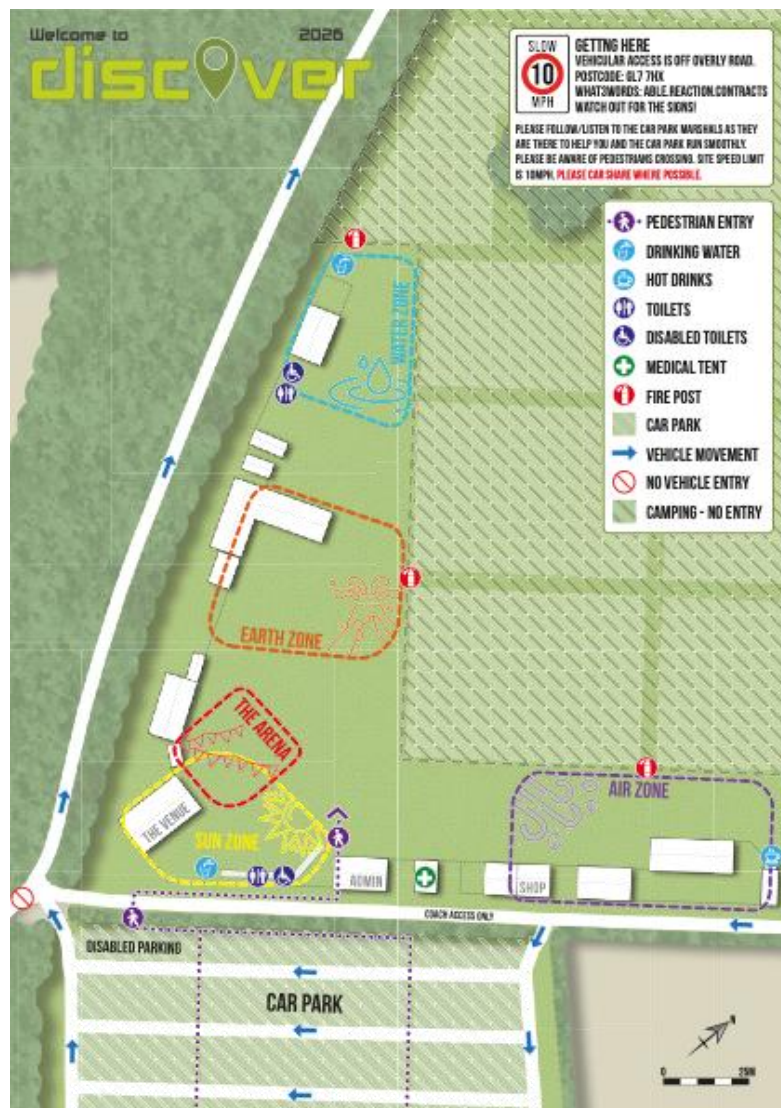 Welcome to 2026
discover
SLOW
10
MPH
GETTNG HERE
VEHICULAR ACCESS IS OFF OVERLY ROAD.
POSTCODE: GL7 7HX
WHAT3WORDS: ABLE.REACTION.CONTRACTS
WATCH OUT FOR THE SIGNS!
PLEASE FOLLOW/LISTEN TO THE CAR PARK MARSHALS AS THEY
ARE THERE TO HELP YOU AND THE CAR PARK RUN SMOOTHLY.
PLEASE BE AWARE OF PEDESTRIANS CROSSING. SITE SPEED LIMIT
IS 10MPH. PLEASE CAR SHARE WHERE POSSIBLE.
PEDESTRIAN ENTRY
DRINKING WATER
HOT DRINKS
TOILETS
DISABLED TOILETS
MEDICAL TENT
FIRE POST
CAR PARK
VEHICLE MOVEMENT
NO VEHICLE ENTRY
CAMPING - NO ENTRY
WATER ZONE
EARTH ZONE
THE ARENA
AIR ZONE
THE VENUE
SUN ZONE
ADMIN
SHOP
COACH ACCESS ONLY
DISABLED PARKING
CAR PARK
N
0 25M